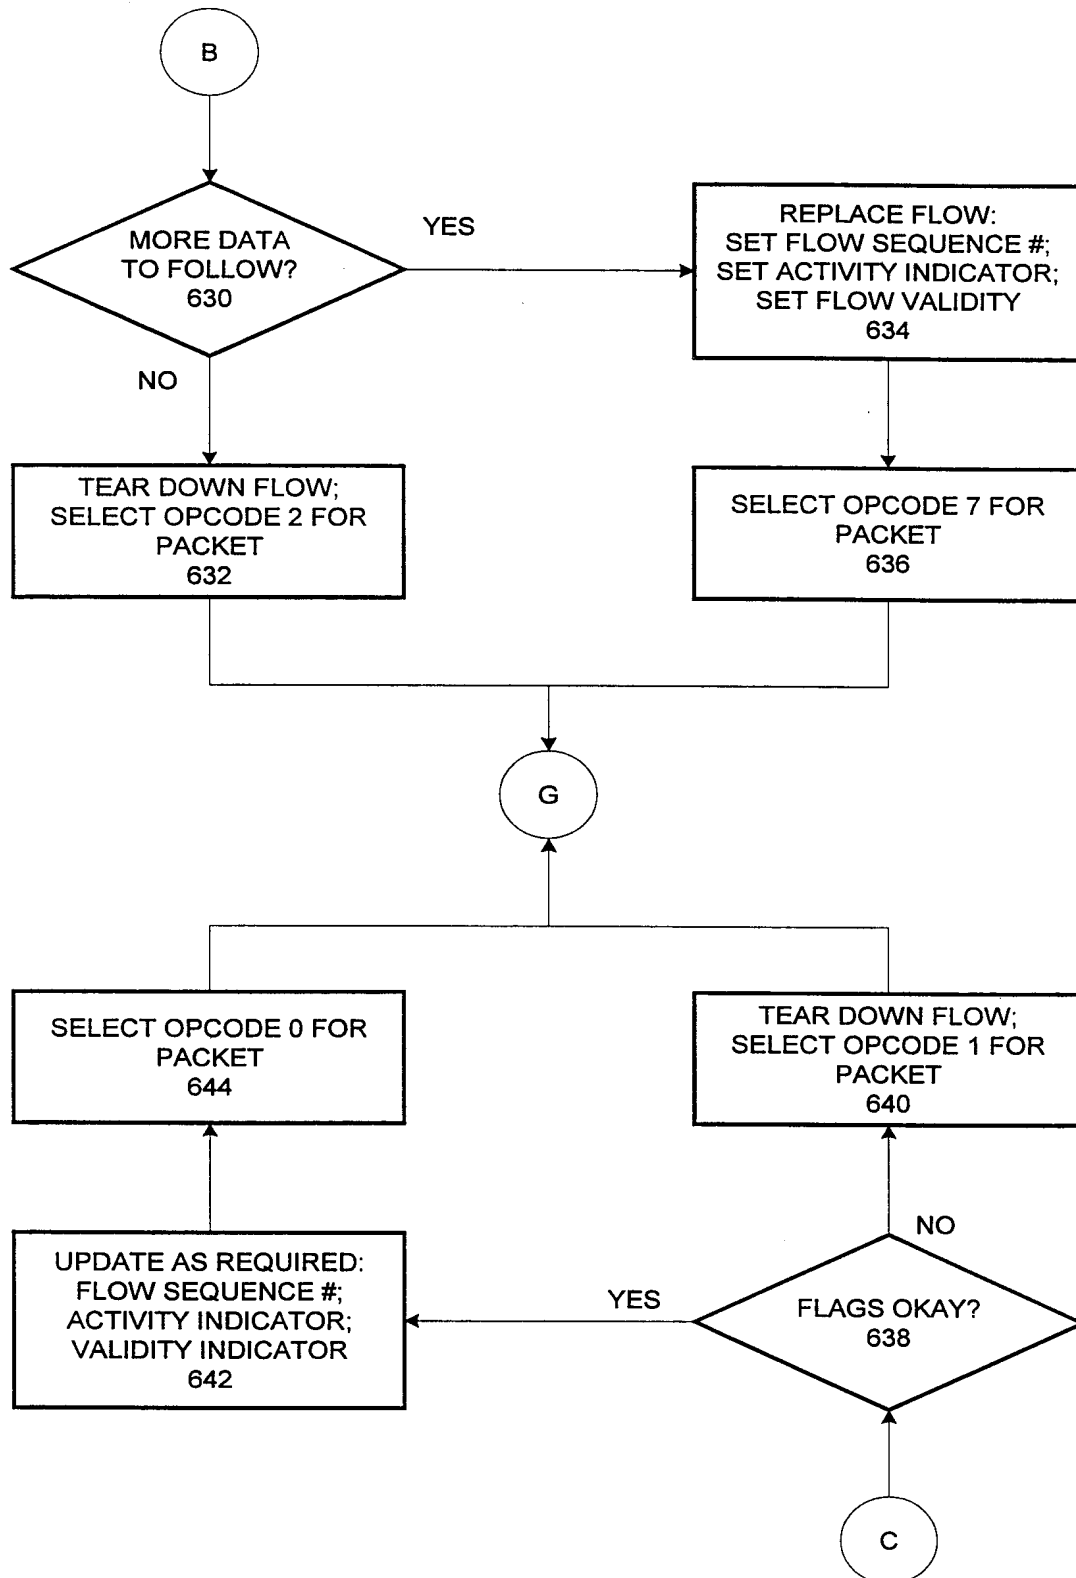 B
MORE DATA
TO FOLLOW?
630
YES
NO
REPLACE FLOW:
SET FLOW SEQUENCE #;
SET ACTIVITY INDICATOR;
SET FLOW VALIDITY
634
TEAR DOWN FLOW;
SELECT OPCODE 2 FOR
PACKET
632
SELECT OPCODE 7 FOR
PACKET
636
G
SELECT OPCODE 0 FOR
PACKET
644
TEAR DOWN FLOW;
SELECT OPCODE 1 FOR
PACKET
640
NO
UPDATE AS REQUIRED:
FLOW SEQUENCE #;
ACTIVITY INDICATOR;
VALIDITY INDICATOR
642
YES
FLAGS OKAY?
638
C